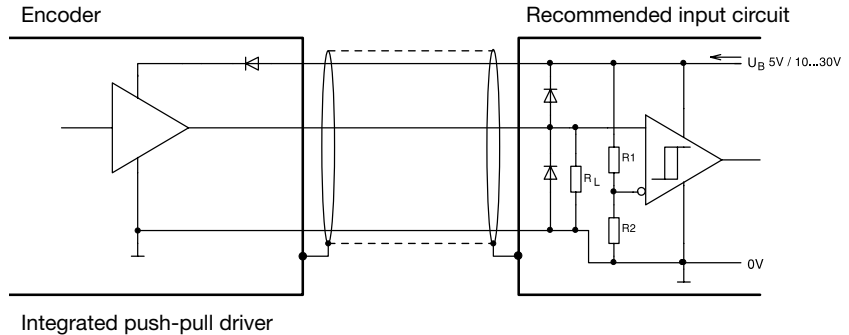 Encoder
Recommended input circuit
U_B 5V / 10...30V
R1
R_L
R2
0V
Integrated push-pull driver